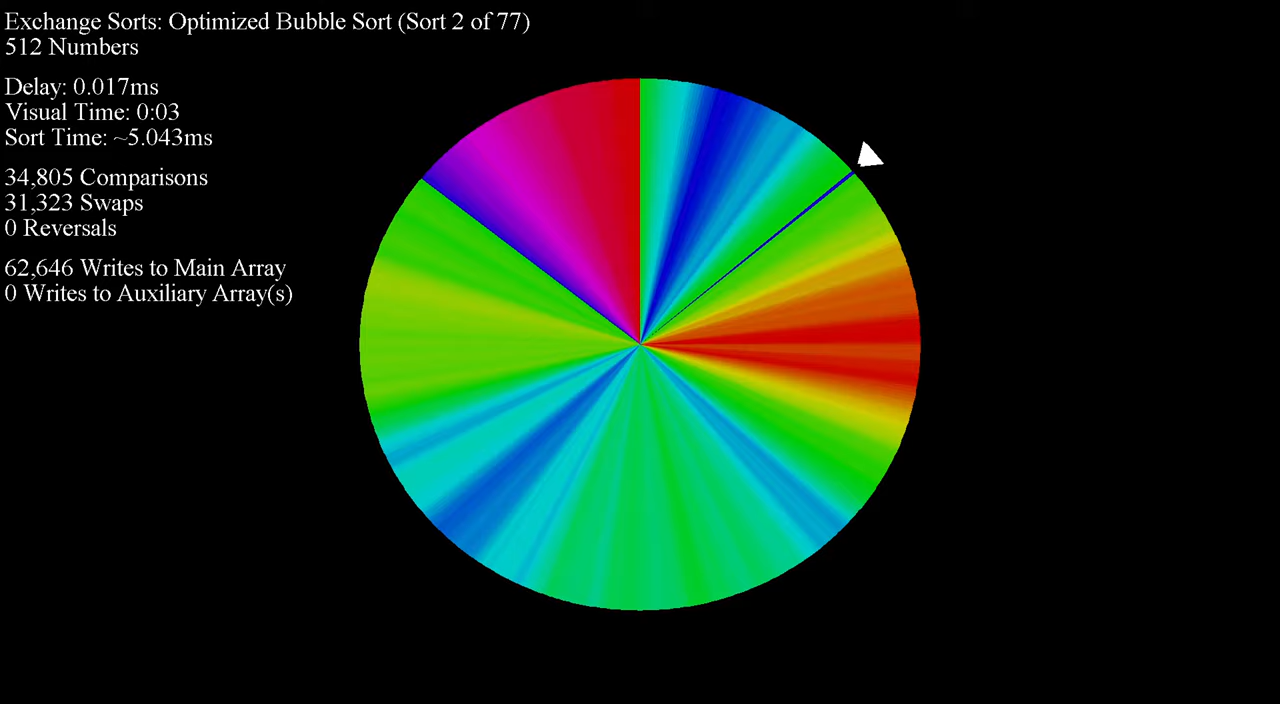 Exchange Sorts: Optimized Bubble Sort (Sort 2 of 77)
512 Numbers
Delay: 0.017ms
Visual Time: 0:03
Sort Time: ~5.043ms
34,805 Comparisons
31,323 Swaps
0 Reversals
62,646 Writes to Main Array
0 Writes to Auxiliary Array(s)